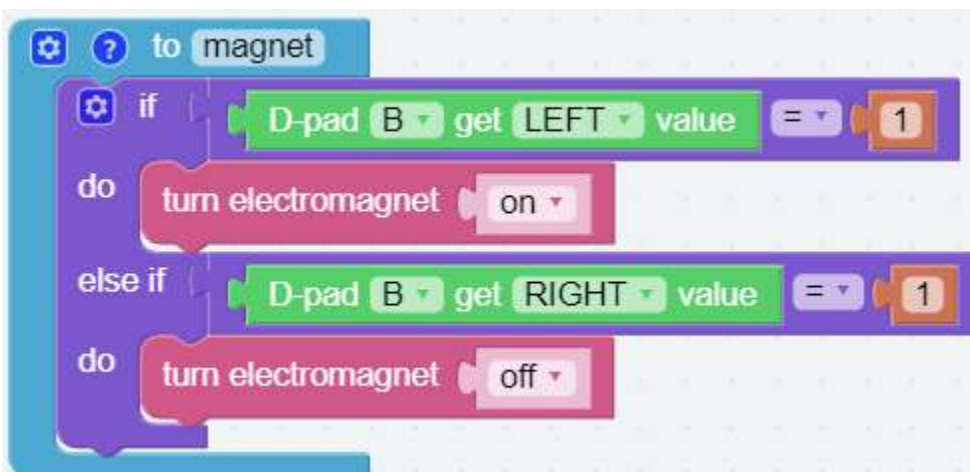 ? to magnet
if D-pad B get LEFT value = 1
do turn electromagnet on
else if D-pad B get RIGHT value = 1
do turn electromagnet off